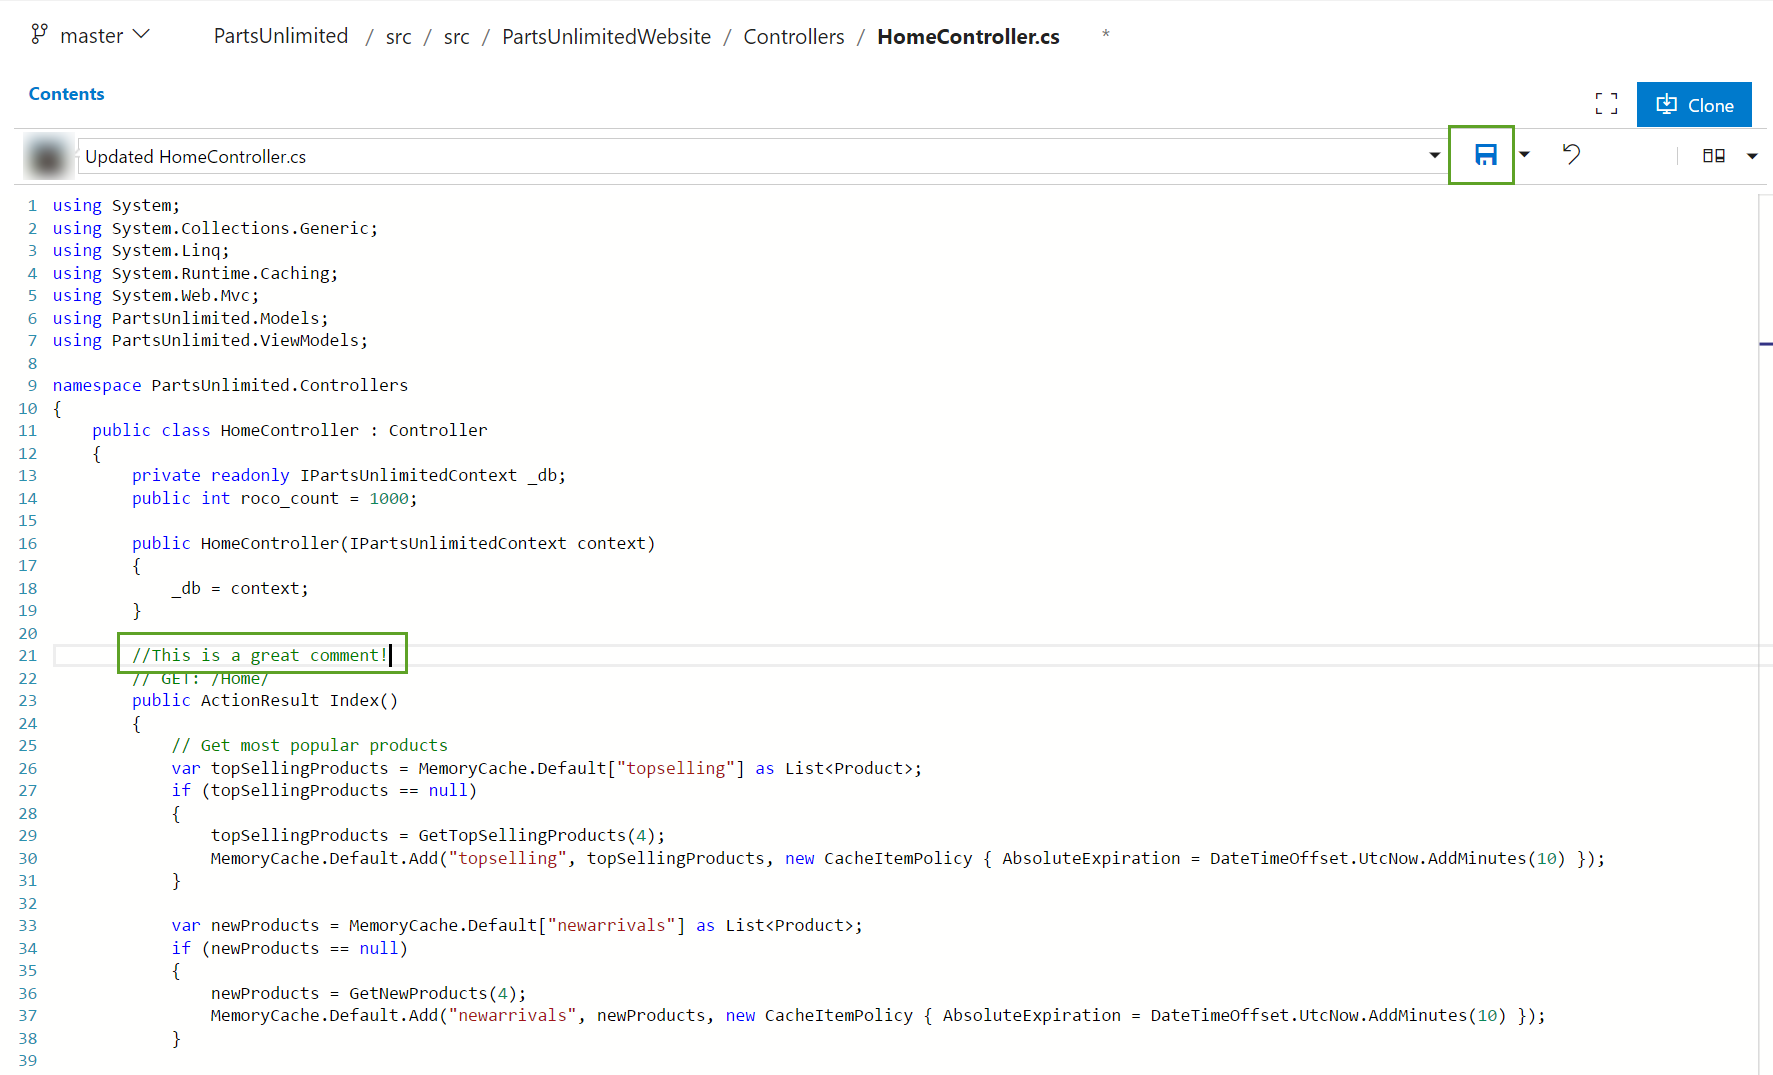 master PartsUnlimited / src / src / PartsUnlimitedWebsite / Controllers / HomeController.cs *
Contents
Clone
Updated HomeController.cs
1 using System;
2 using System.Collections.Generic;
3 using System.Linq;
4 using System.Runtime.Caching;
5 using System.Web.Mvc;
6 using PartsUnlimited.Models;
7 using PartsUnlimited.ViewModels;
8
9 namespace PartsUnlimited.Controllers
10 {
11 public class HomeController : Controller
12 {
13 private readonly IPartsUnlimitedContext _db;
14 public int roco_count = 1000;
15
16 public HomeController(IPartsUnlimitedContext context)
17 {
18 _db = context;
19 }
20
21 //This is a great comment!
22 // GET: /Home/
23 public ActionResult Index()
24 {
25 // Get most popular products
26 var topSellingProducts = MemoryCache.Default["topselling"] as List<Product>;
27 if (topSellingProducts == null)
28 {
29 topSellingProducts = GetTopSellingProducts(4);
30 MemoryCache.Default.Add("topselling", topSellingProducts, new CacheItemPolicy { AbsoluteExpiration = DateTimeOffset.UtcNow.AddMinutes(10) });
31 }
32
33 var newProducts = MemoryCache.Default["newarrivals"] as List<Product>;
34 if (newProducts == null)
35 {
36 newProducts = GetNewProducts(4);
37 MemoryCache.Default.Add("newarrivals", newProducts, new CacheItemPolicy { AbsoluteExpiration = DateTimeOffset.UtcNow.AddMinutes(10) });
38 }
39